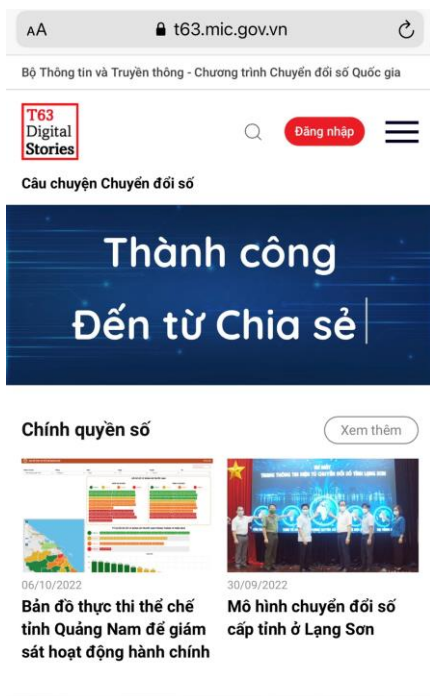 AA
t63.mic.gov.vn
Bộ Thông tin và Truyền thông - Chương trình Chuyển đổi số Quốc gia
T63
Digital
Stories
Đăng nhập
Câu chuyện Chuyển đổi số
Thành công
Đến từ Chia sẻ
Chính quyền số
Xem thêm
06/10/2022
Bản đồ thực thi thể chế
tỉnh Quảng Nam để giám
sát hoạt động hành chính
30/09/2022
Mô hình chuyển đổi số
cấp tỉnh ở Lạng Sơn